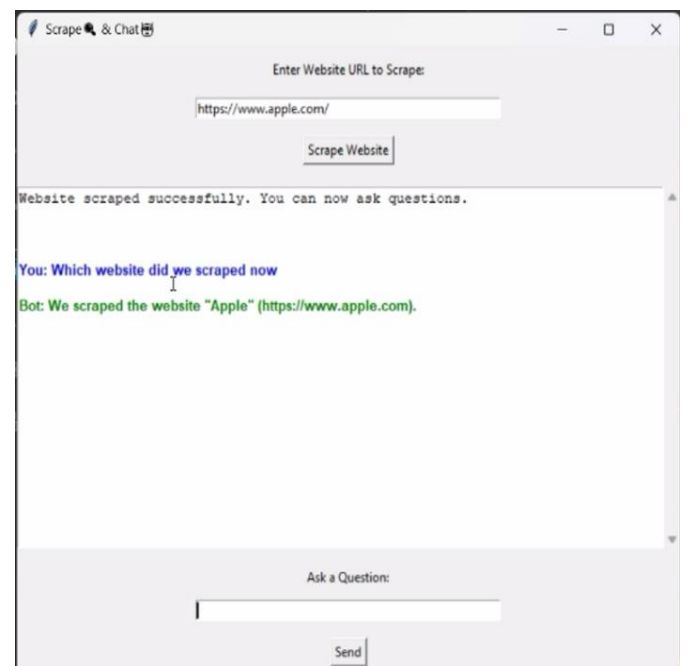 Scrape🔍 & Chat🤖
Enter Website URL to Scrape:
https://www.apple.com/
Scrape Website
Website scraped successfully. You can now ask questions.
You: Which website did we scraped now
Bot: We scraped the website "Apple" (https://www.apple.com).
Ask a Question:
Send